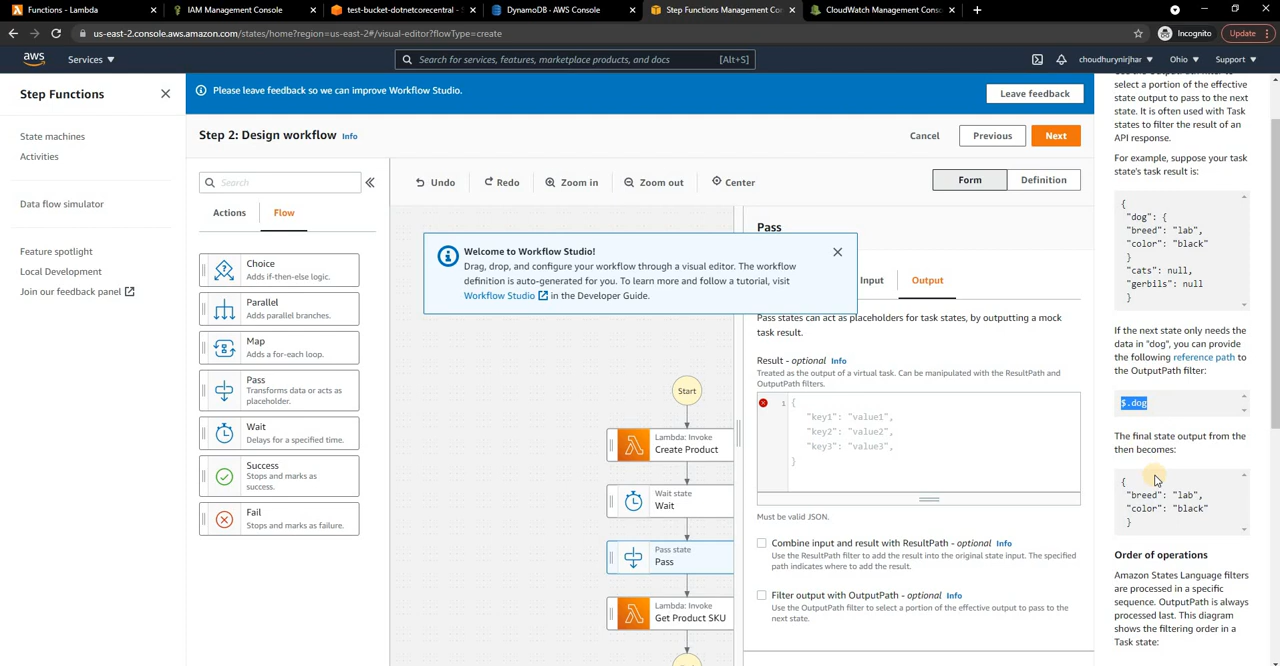 Functions - Lambda
IAM Management Console
test-bucket-dotnetcorecentral - S
DynamoDB - AWS Console
Step Functions Management Co
CloudWatch Management Conso
us-east-2.console.aws.amazon.com/states/home?region=us-east-2#/visual-editor?flowType=create
Incognito
Update
aws
Services
Search for services, features, marketplace products, and docs
[Alt+S]
choudhurynirjhar
Ohio
Support
Step Functions
State machines
Activities
Data flow simulator
Feature spotlight
Local Development
Join our feedback panel
Please leave feedback so we can improve Workflow Studio.
Leave feedback
Step 2: Design workflow Info
Cancel
Previous
Next
Search
Undo
Redo
Zoom in
Zoom out
Center
Form
Definition
Actions
Flow
Choice
Adds if-then-else logic.
Parallel
Adds parallel branches.
Map
Adds a for-each loop.
Pass
Transforms data or acts as
placeholder.
Wait
Delays for a specified time.
Success
Stops and marks as
success.
Fail
Stops and marks as failure.
Welcome to Workflow Studio!
Drag, drop, and configure your workflow through a visual editor. The workflow
definition is auto-generated for you. To learn more and follow a tutorial, visit
Workflow Studio in the Developer Guide.
Start
Lambda: Invoke
Create Product
Wait state
Wait
Pass state
Pass
Lambda: Invoke
Get Product SKU
Pass
Input
Output
Pass states can act as placeholders for task states, by outputting a mock
task result.
Result - optional Info
Treated as the output of a virtual task. Can be manipulated with the ResultPath and
OutputPath filters.
1 {
"key1": "value1",
"key2": "value2",
"key3": "value3",
}
Must be valid JSON.
Combine input and result with ResultPath - optional Info
Use the ResultPath filter to add the result into the original state input. The specified
path indicates where to add the result.
Filter output with OutputPath - optional Info
Use the OutputPath filter to select a portion of the effective output to pass to the
next state.
select a portion of the effective
state output to pass to the next
state. It is often used with Task
states to filter the result of an
API response.
For example, suppose your task
state's task result is:
{
"dog": {
"breed": "lab",
"color": "black"
}
"cats": null,
"gerbils": null
}
If the next state only needs the
data in "dog", you can provide
the following reference path to
the OutputPath filter:
$.dog
The final state output from the
then becomes:
{
"breed": "lab",
"color": "black"
}
Order of operations
Amazon States Language filters
are processed in a specific
sequence. OutputPath is always
processed last. This diagram
shows the filtering order in a
Task state: